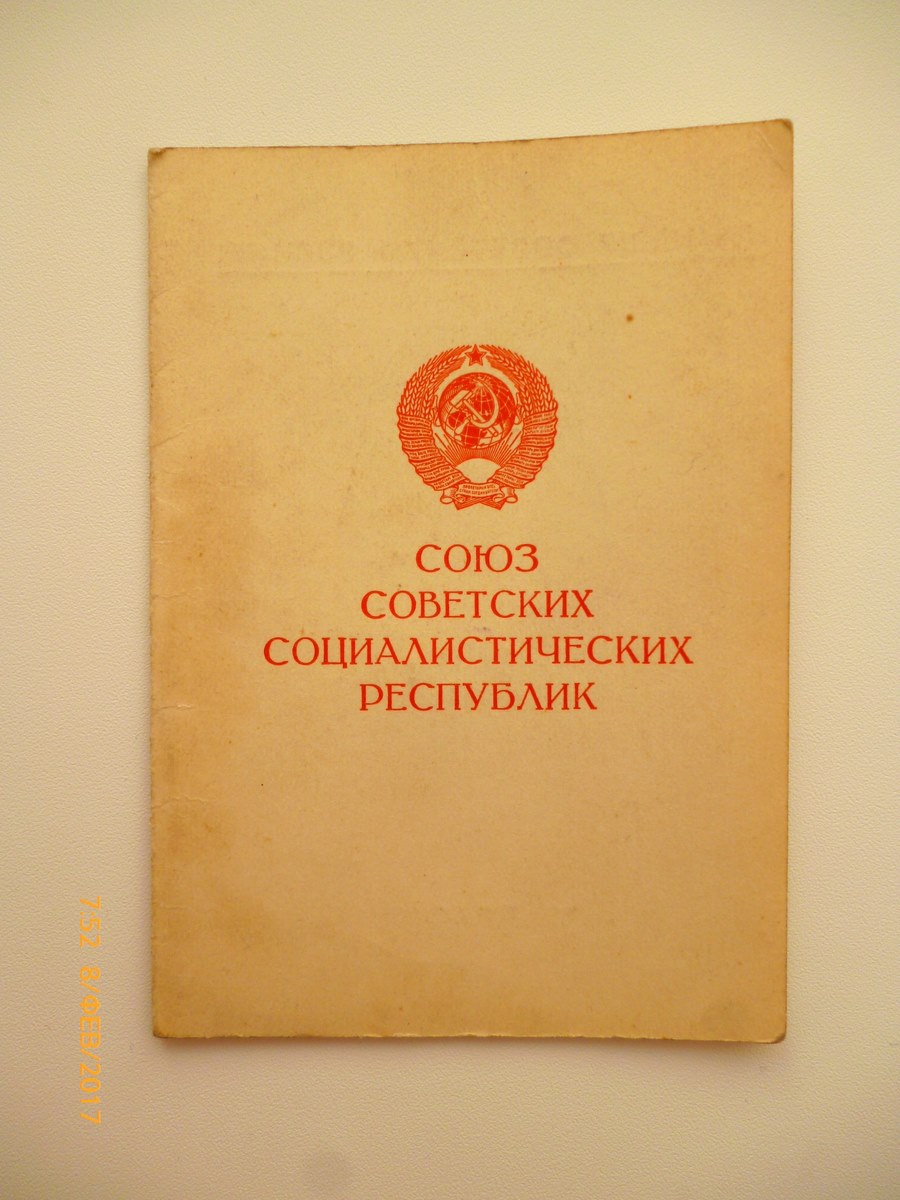 СОЮЗ
СОВЕТСКИХ
СОЦИАЛИСТИЧЕСКИХ
РЕСПУБЛИК
7:52 8/ФЕВ/2017